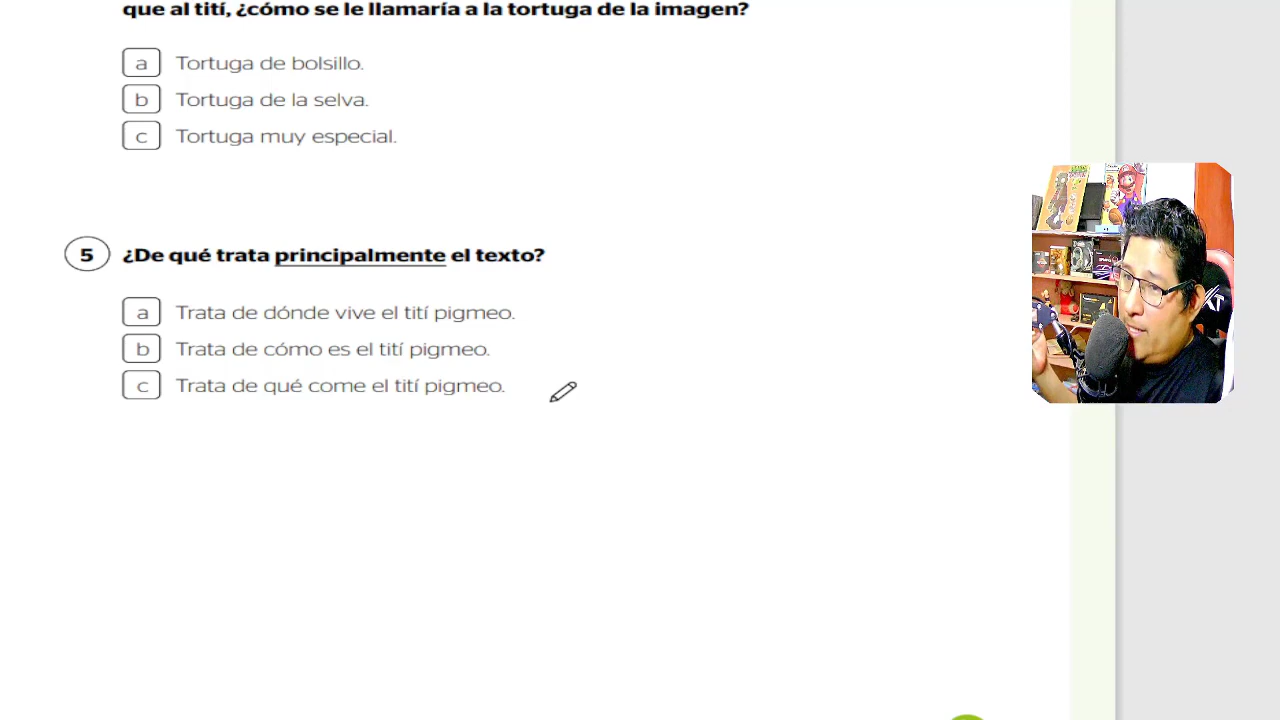 que al tití, ¿cómo se le llamaría a la tortuga de la imagen?
a Tortuga de bolsillo.
b Tortuga de la selva.
c Tortuga muy especial.
5 ¿De qué trata principalmente el texto?
a Trata de dónde vive el tití pigmeo.
b Trata de cómo es el tití pigmeo.
c Trata de qué come el tití pigmeo.